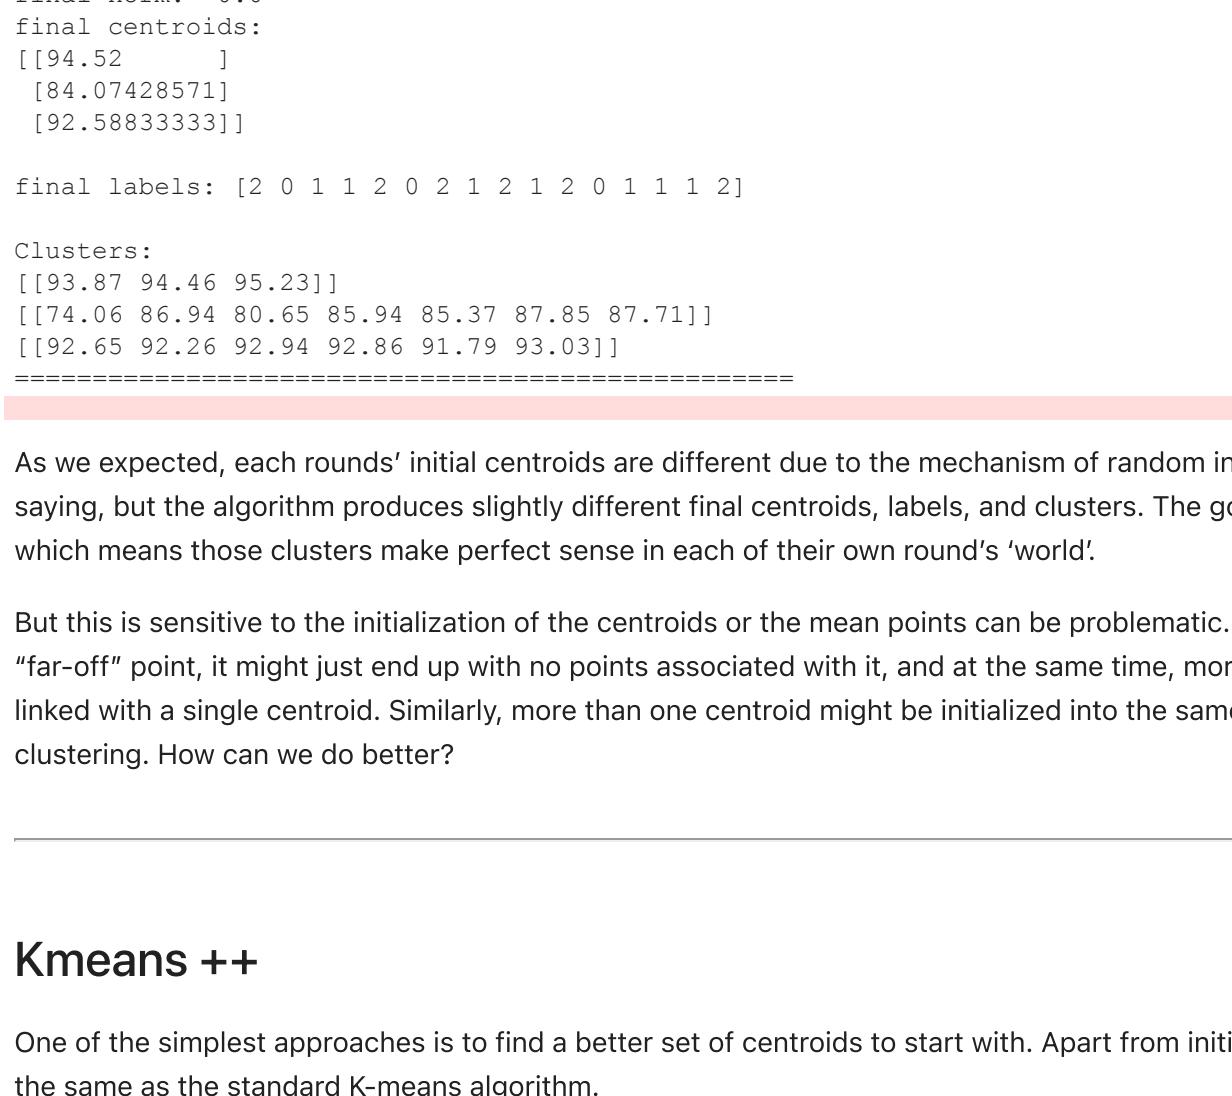 final centroids:
[[94.52      ]
 [84.07428571]
 [92.58833333]]
final labels: [2 0 1 1 2 0 2 1 2 1 2 0 1 1 1 2]
Clusters:
[[93.87 94.46 95.23]]
[[74.06 86.94 80.65 85.94 85.37 87.85 87.71]]
[[92.65 92.26 92.94 92.86 91.79 93.03]]
==================================================
As we expected, each rounds’ initial centroids are different due to the mechanism of random in
saying, but the algorithm produces slightly different final centroids, labels, and clusters. The go
which means those clusters make perfect sense in each of their own round’s ‘world’.
But this is sensitive to the initialization of the centroids or the mean points can be problematic.
“far-off” point, it might just end up with no points associated with it, and at the same time, mor
linked with a single centroid. Similarly, more than one centroid might be initialized into the same
clustering. How can we do better?
Kmeans ++
One of the simplest approaches is to find a better set of centroids to start with. Apart from initi
the same as the standard K-means algorithm.